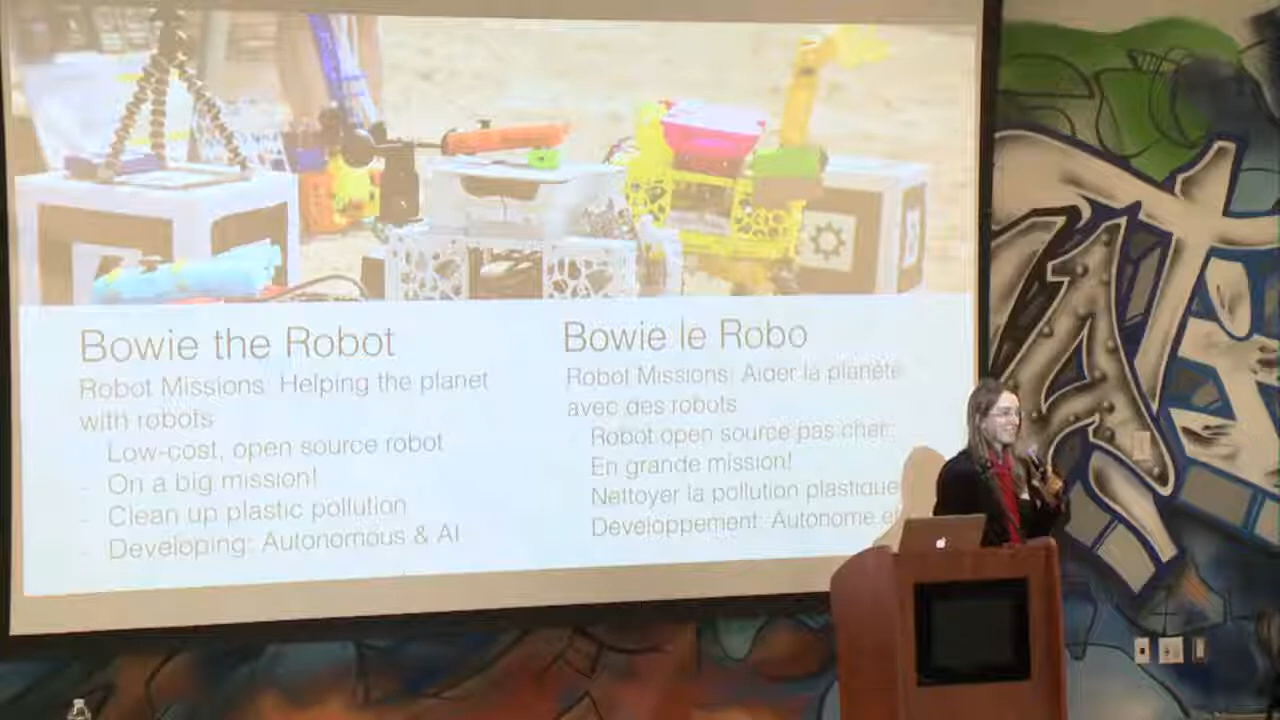 Bowie the Robot
Robot Missions: Helping the planet
with robots
Low-cost, open source robot
- On a big mission!
- Clean up plastic pollution
- Developing: Autonomous & AI
Bowie le Robo
Robot Missions: Aider la planète
avec des robots
Robot open source pas cher
En grande mission!
Nettoyer la pollution plastique
Developpement: Autonome et